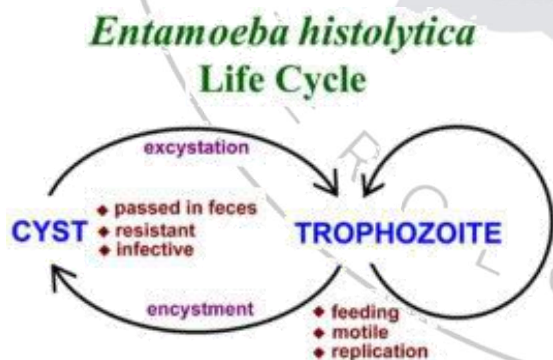 Entamoeba histolytica
Life Cycle
excystation
CYST
◆ passed in feces
◆ resistant
◆ infective
TROPHOZOITE
encystment
◆ feeding
◆ motile
◆ replication